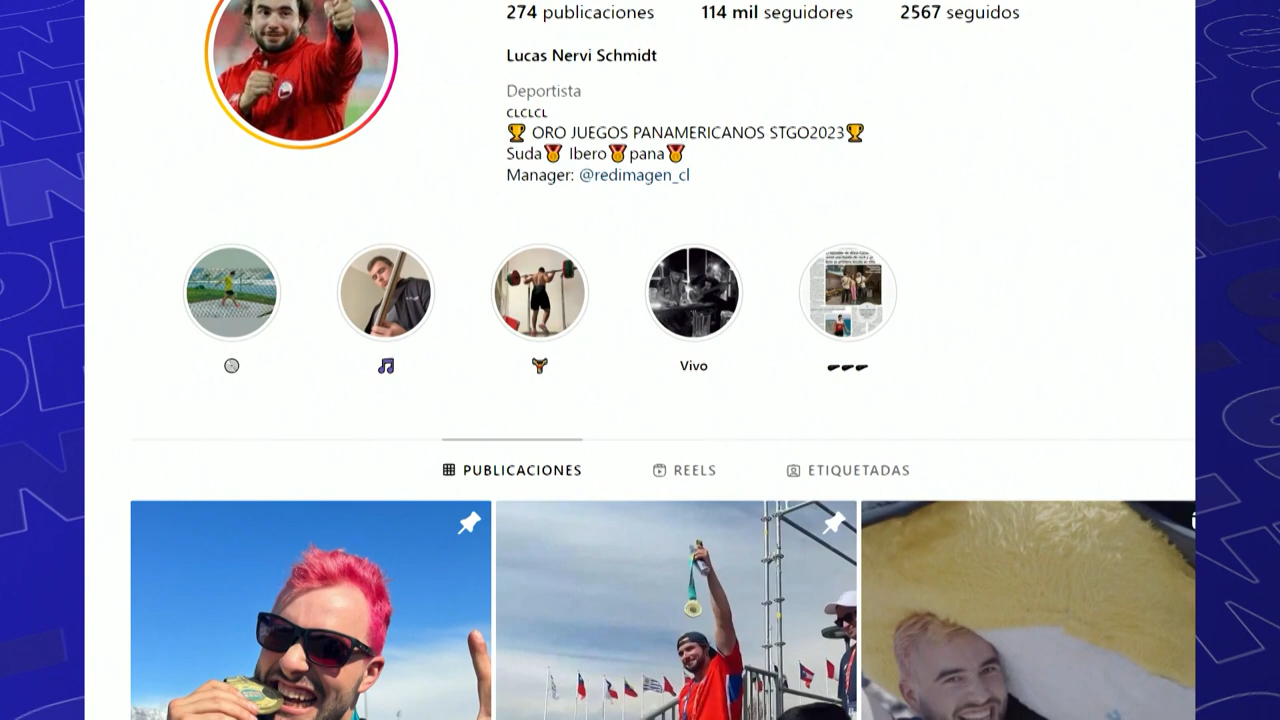 274 publicaciones 114 mil seguidores 2567 seguidos
Lucas Nervi Schmidt
Deportista
CLCLCL
🏆 ORO JUEGOS PANAMERICANOS STGO2023🏆
Suda🏅 Ibero🏅pana🏅
Manager: @redimagen_cl
Vivo
PUBLICACIONES REELS ETIQUETADAS